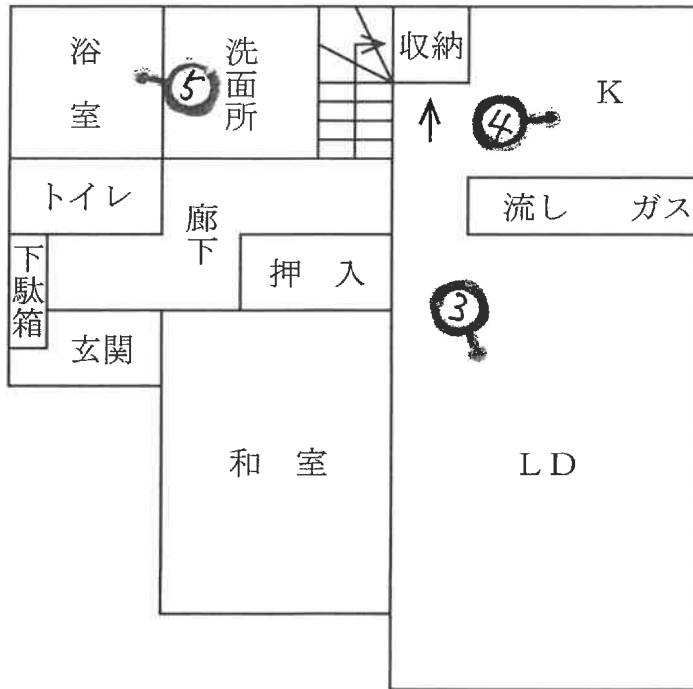 浴室
洗面所
収納
K
⑤
④
トイレ
廊下
流し ガス
下駄箱
押 入
③
玄関
和 室
LD